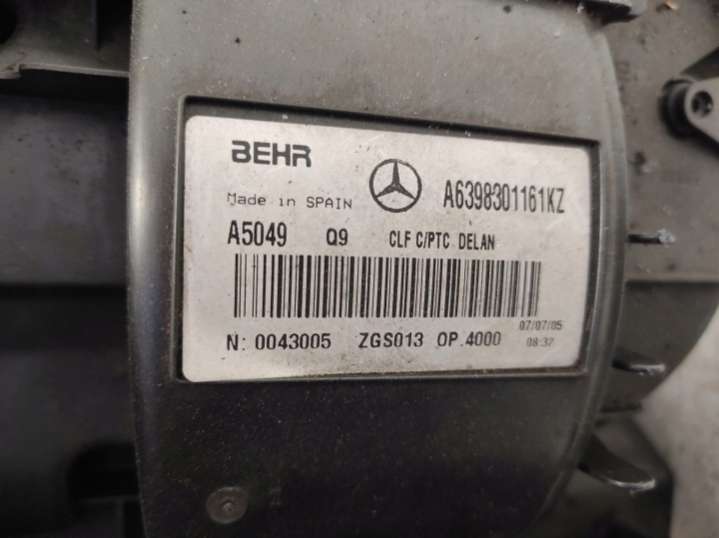 BEHR
A6398301161KZ
Made in SPAIN
A5049 Q9 CLF C/PTC DELAN
N: 0043005 ZGS013 OP.4000
07/07/05
08:37